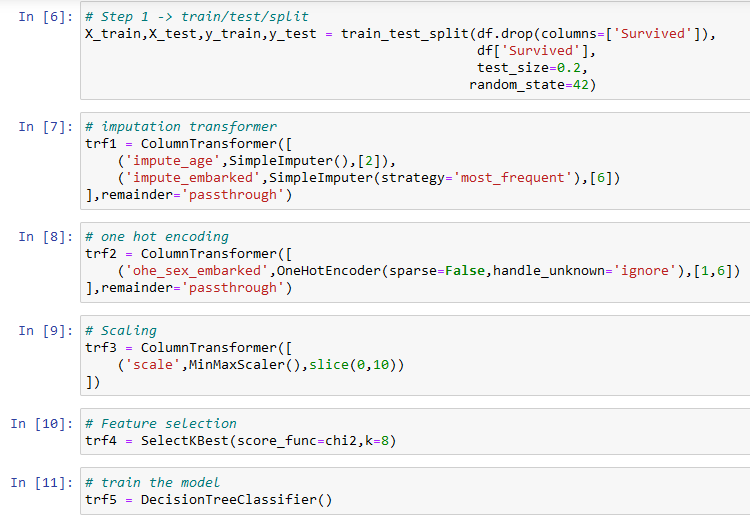 In [6]: # Step 1 -> train/test/split
X_train,X_test,y_train,y_test = train_test_split(df.drop(columns=['Survived']),
df['Survived'],
test_size=0.2,
random_state=42)
In [7]: # imputation transformer
trf1 = ColumnTransformer([
('impute_age',SimpleImputer(),[2]),
('impute_embarked',SimpleImputer(strategy='most_frequent'),[6])
],remainder='passthrough')
In [8]: # one hot encoding
trf2 = ColumnTransformer([
('ohe_sex_embarked',OneHotEncoder(sparse=False,handle_unknown='ignore'),[1,6])
],remainder='passthrough')
In [9]: # Scaling
trf3 = ColumnTransformer([
('scale',MinMaxScaler(),slice(0,10))
])
In [10]: # Feature selection
trf4 = SelectKBest(score_func=chi2,k=8)
In [11]: # train the model
trf5 = DecisionTreeClassifier()